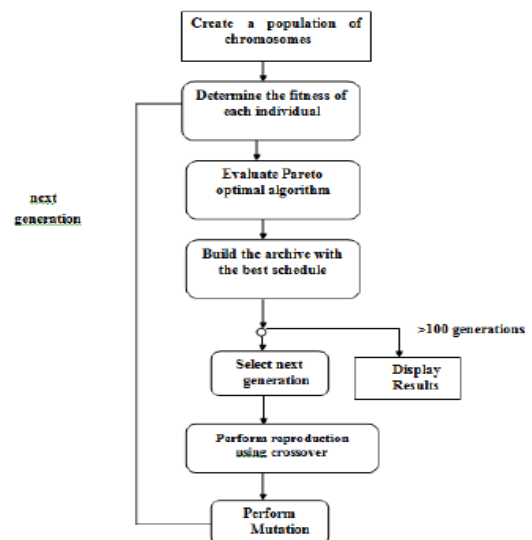 Create a population of
chromosomes
Determine the fitness of
each individual
Evaluate Pareto
optimal algorithm
next
generation
Build the archive with
the best schedule
>100 generations
Select next
generation
Display
Results
Perform reproduction
using crossover
Perform
Mutation